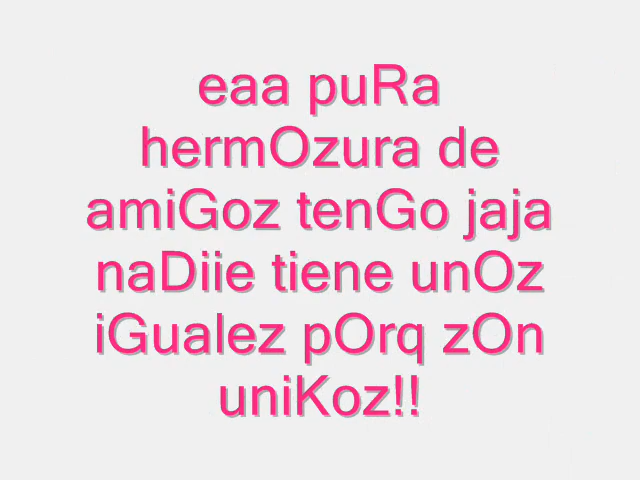 eaa puRa
hermOzura de
amiGoz tenGo jaja
naDiie tiene unOz
iGualez pOrq zOn
uniKoz!!